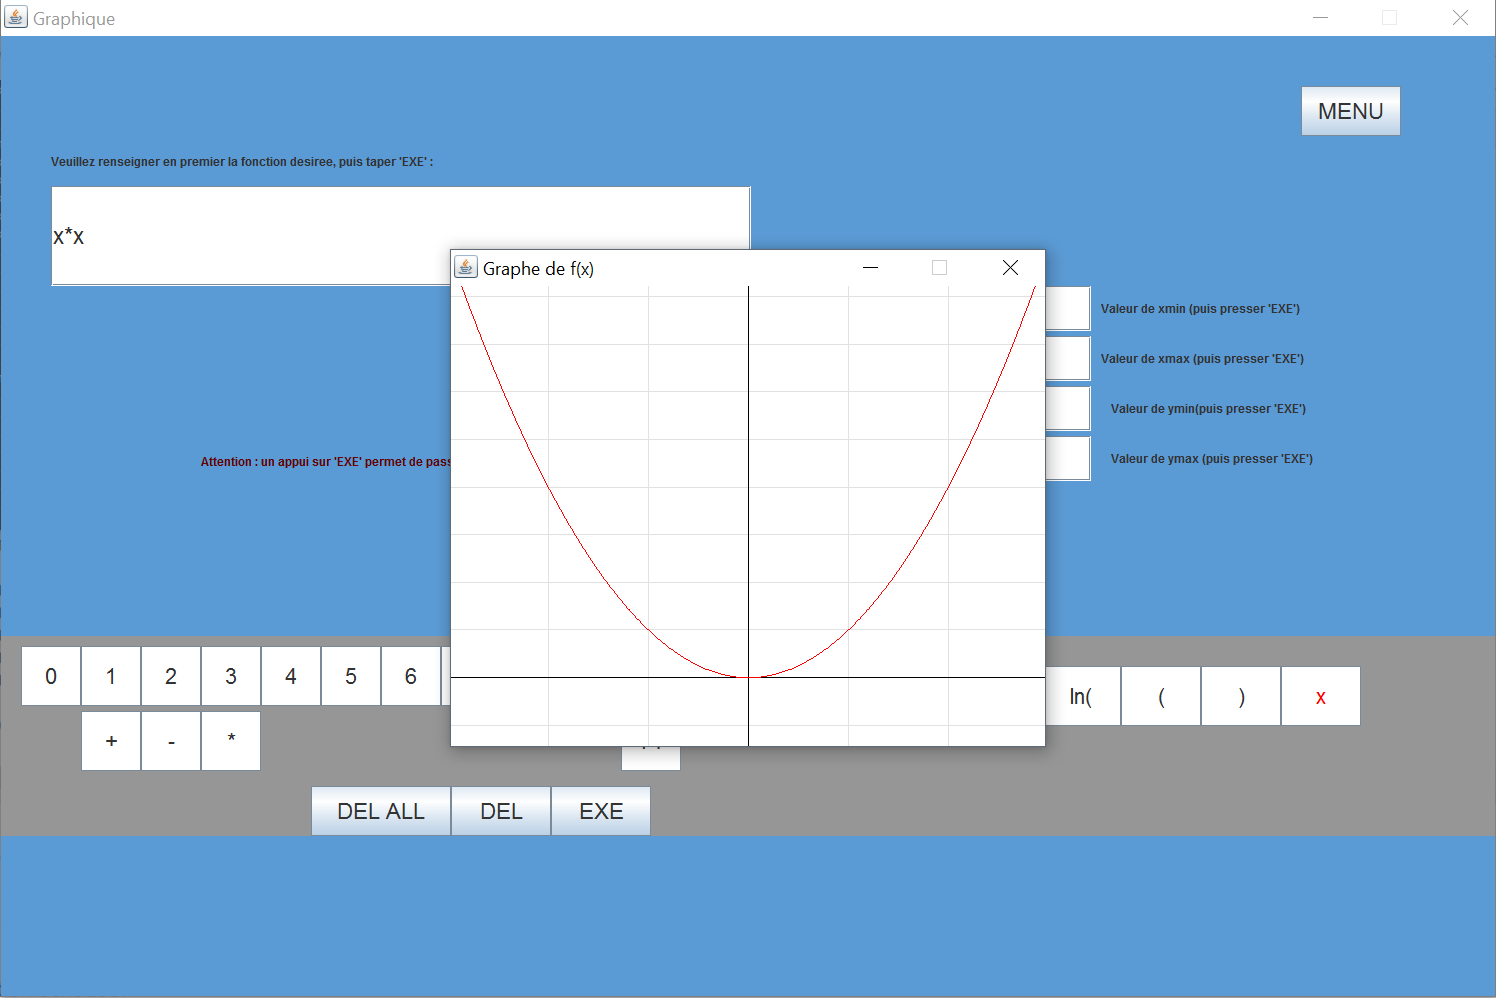 Graphique
MENU
Veuillez renseigner en premier la fonction desiree, puis taper 'EXE' :
x*x
Graphe de f(x)
Valeur de xmin (puis presser 'EXE')
Valeur de xmax (puis presser 'EXE')
Valeur de ymin(puis presser 'EXE')
Valeur de ymax (puis presser 'EXE')
Attention : un appui sur 'EXE' permet de
0 1 2 3 4 5 6
ln( ( ) x
+ - *
DEL ALL DEL EXE